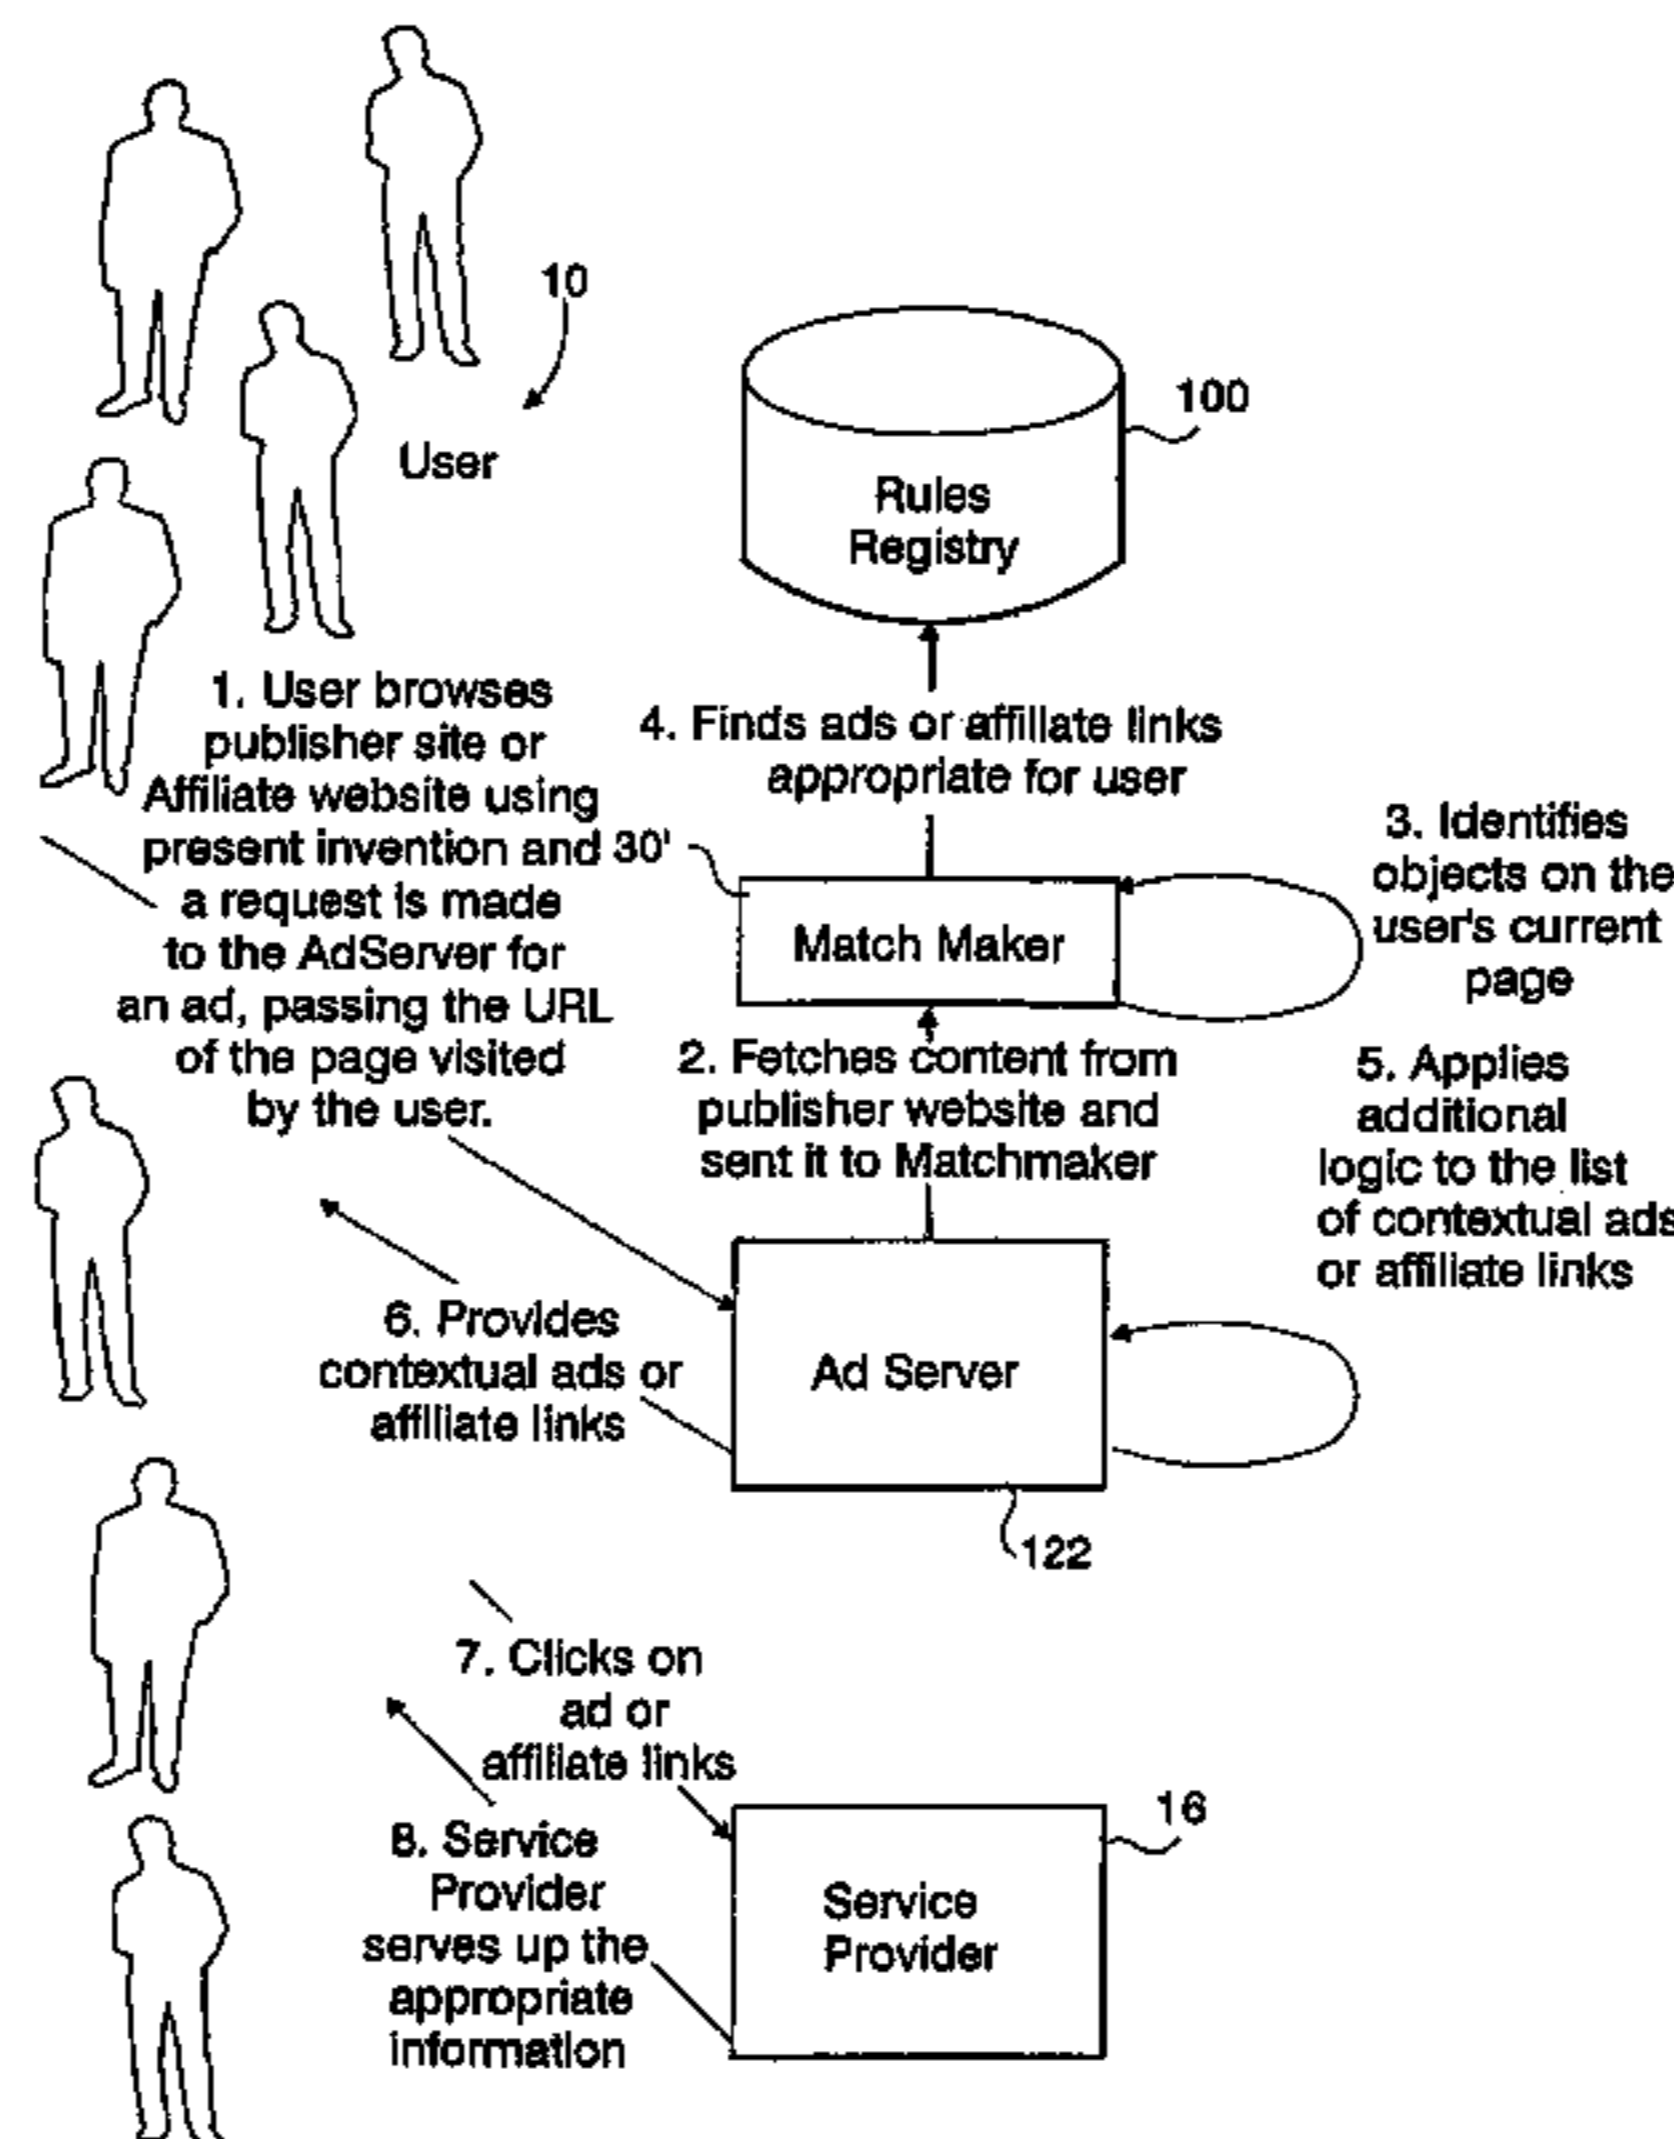 10
User
100
Rules
Registry
1. User browses
publisher site or
Affiliate website using
present invention and
a request is made
to the AdServer for
an ad, passing the URL
of the page visited
by the user.
4. Finds ads or affiliate links
appropriate for user
30'
Match Maker
3. Identifies
objects on the
user's current
page
2. Fetches content from
publisher website and
sent it to Matchmaker
5. Applies
additional
logic to the list
of contextual ads
or affiliate links
6. Provides
contextual ads or
affiliate links
Ad Server
122
7. Clicks on
ad or
affiliate links
16
8. Service
Provider
serves up the
appropriate
information
Service
Provider